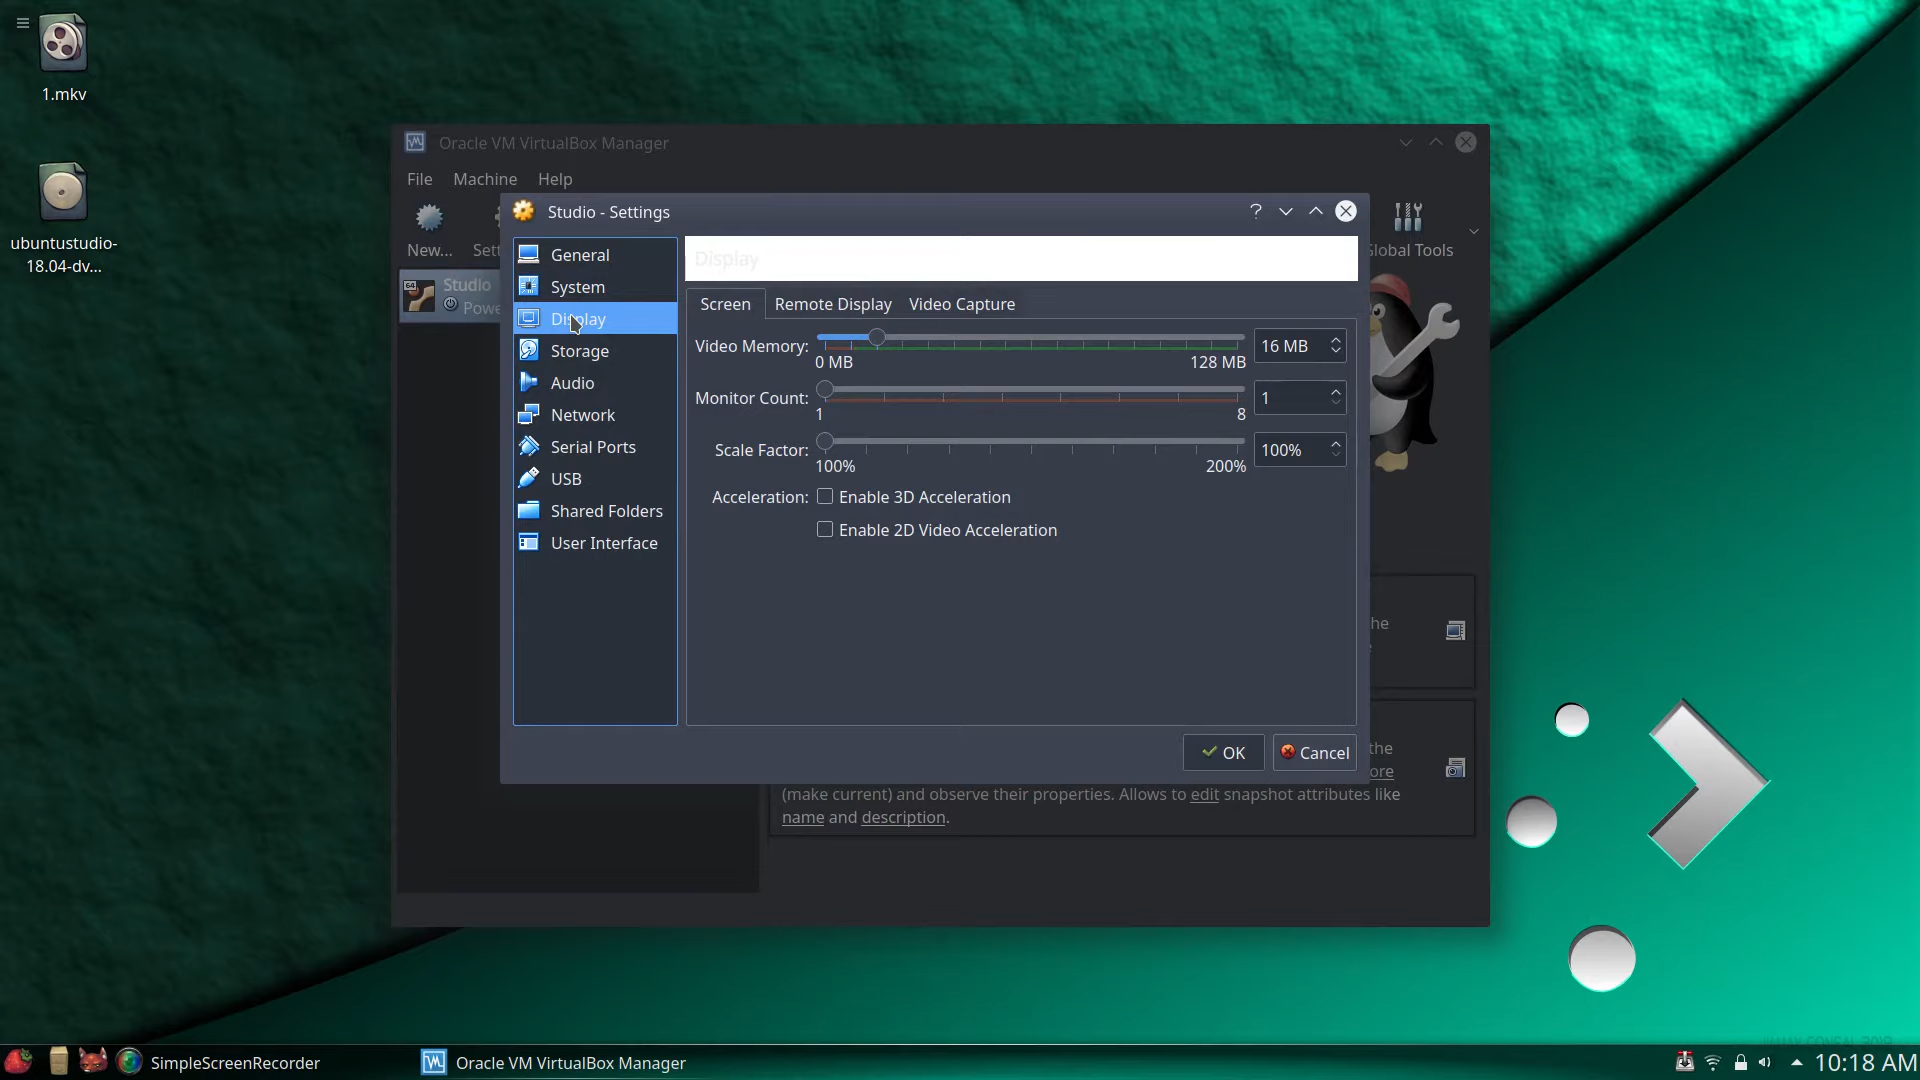 1.mkv
ubuntustudio-
18.04-dv...
Oracle VM VirtualBox Manager
File Machine Help
New...
Sett
Global Tools
64
Studio
Powe
Studio - Settings
?
General
System
Display
Storage
Audio
Network
Serial Ports
USB
Shared Folders
User Interface
Display
Screen Remote Display Video Capture
Video Memory: 16 MB
0 MB 128 MB
Monitor Count: 1
1 8
Scale Factor: 100%
100% 200%
Acceleration: Enable 3D Acceleration
Enable 2D Video Acceleration
OK Cancel
he
the
ore
(make current) and observe their properties. Allows to edit snapshot attributes like
name and description.
SimpleScreenRecorder
Oracle VM VirtualBox Manager
10:18 AM